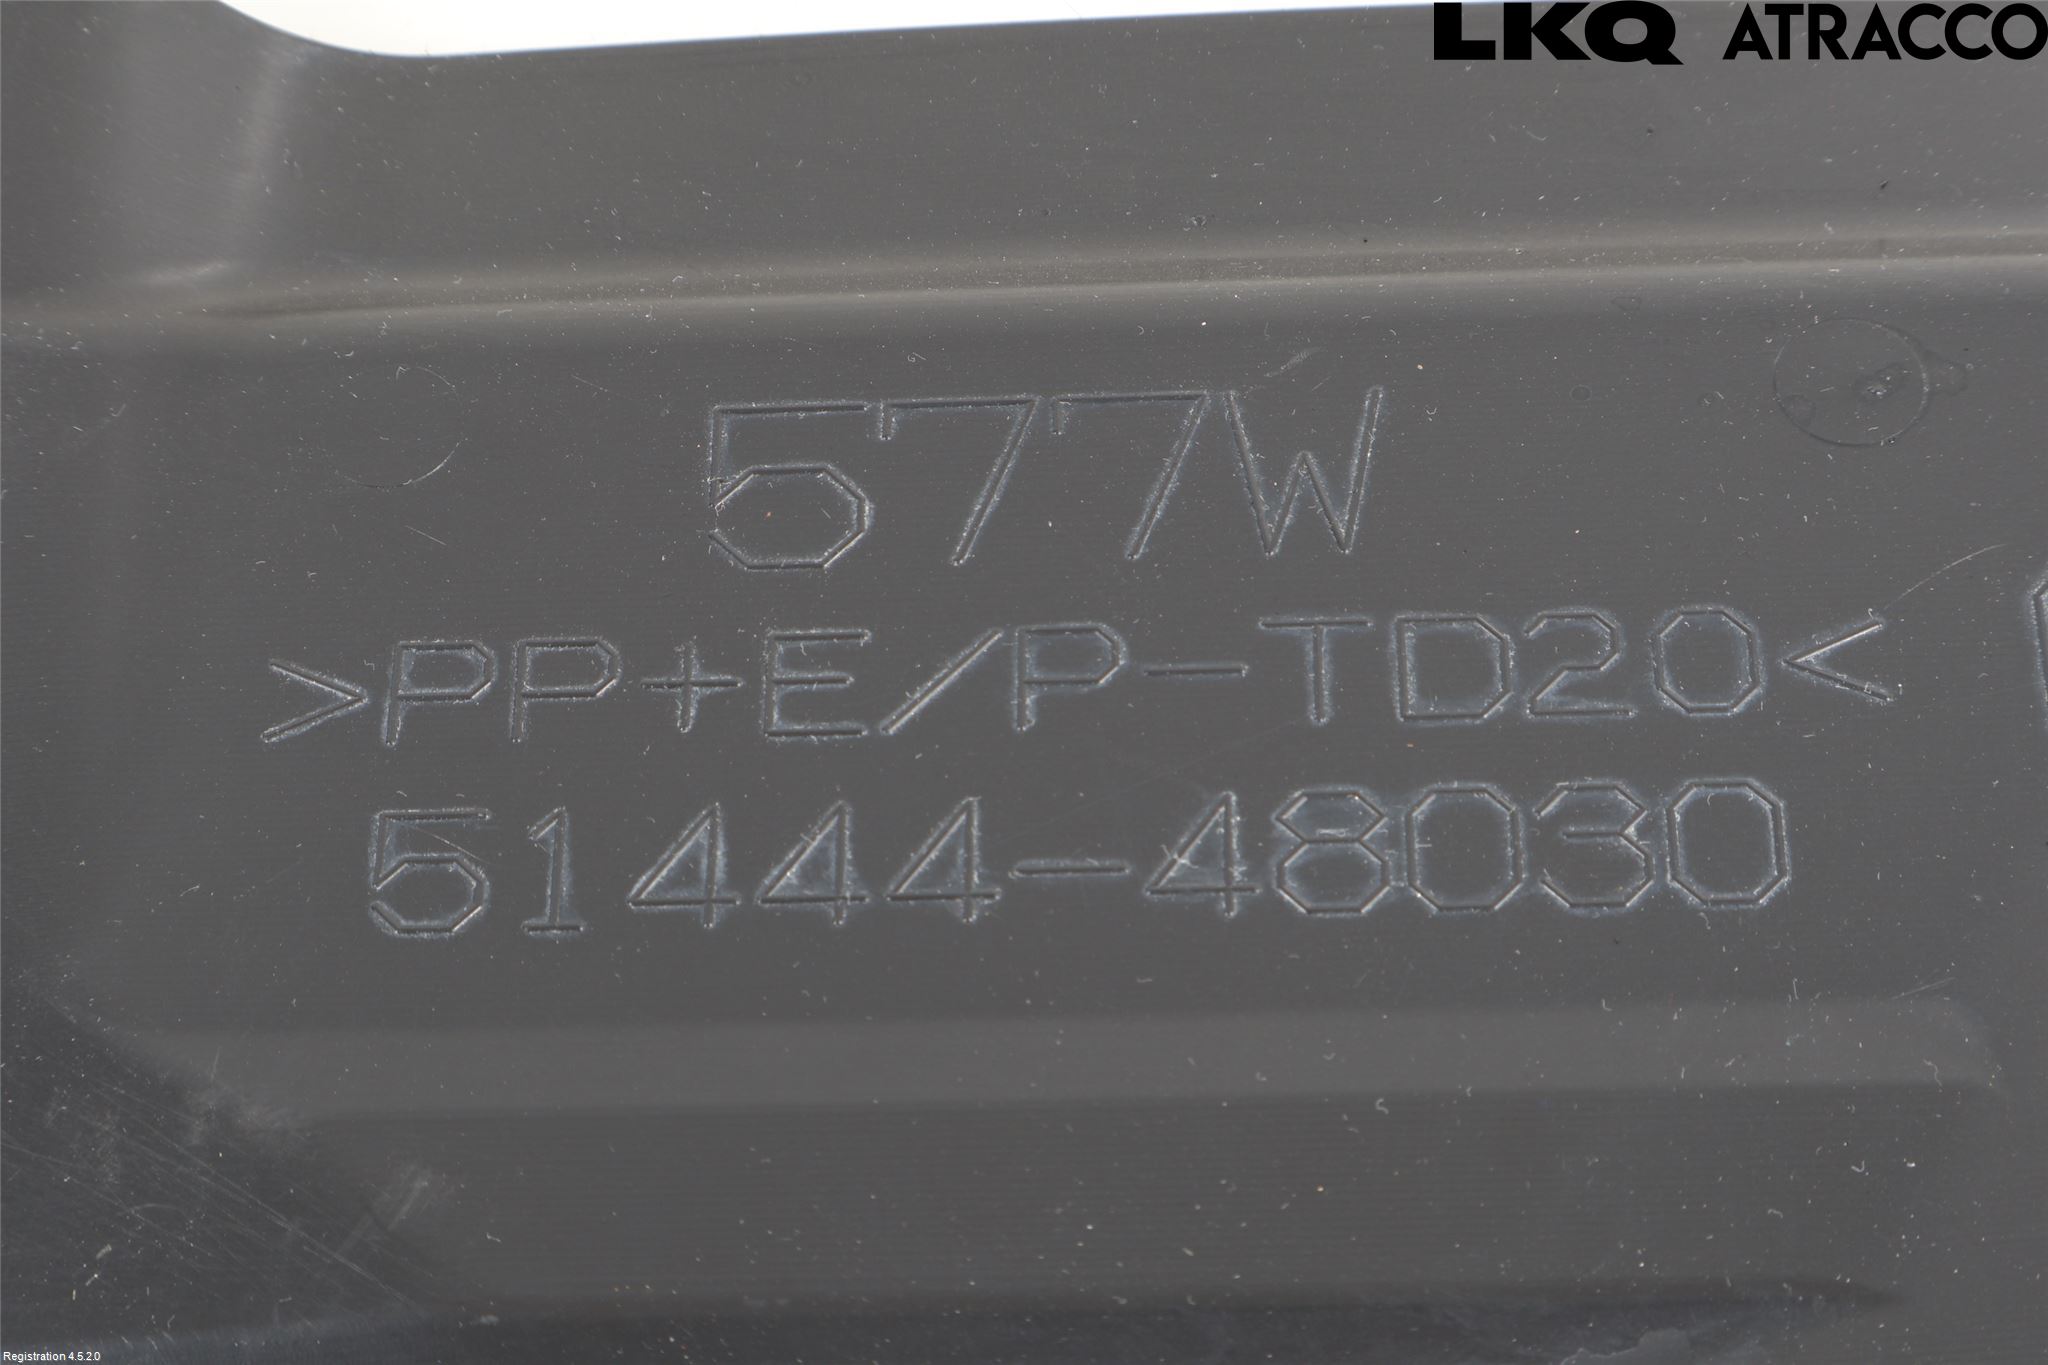 LKQ ATRACCO
577W
>PP+E/P-TD20<
51444-48030
Registration 4.5.2.0